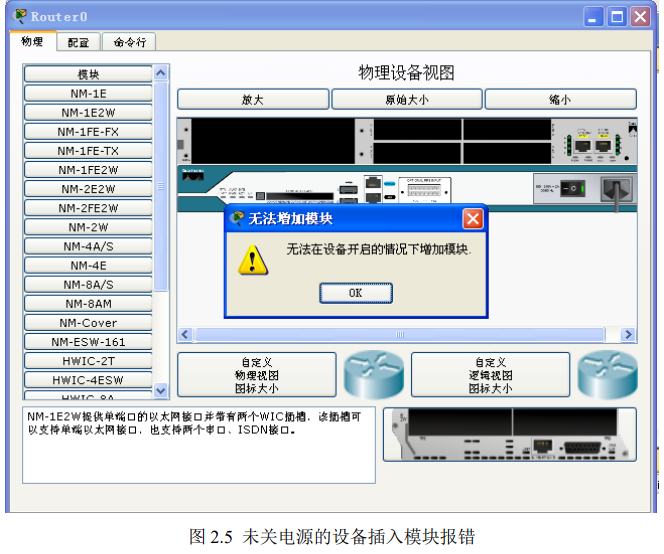 Router0
物理 配置 命令行
模块
NM-1E
NM-1E2W
NM-1FE-FX
NM-1FE-TX
NM-1FE2W
NM-2E2W
NM-2FE2W
NM-2W
NM-4A/S
NM-4E
NM-8A/S
NM-8AM
NM-Cover
NM-ESW-161
HWIC-2T
HWIC-4ESW
HWIC-8A
物理设备视图
放大 原始大小 缩小
无法增加模块
无法在设备开启的情况下增加模块.
OK
自定义
物理视图
图标大小
自定义
逻辑视图
图标大小
NM-1E2W提供单端口的以太网接口并带有两个WIC插槽，该插槽可
以支持单端以太网接口，也支持两个串口、ISDN接口。
图 2.5 未关电源的设备插入模块报错